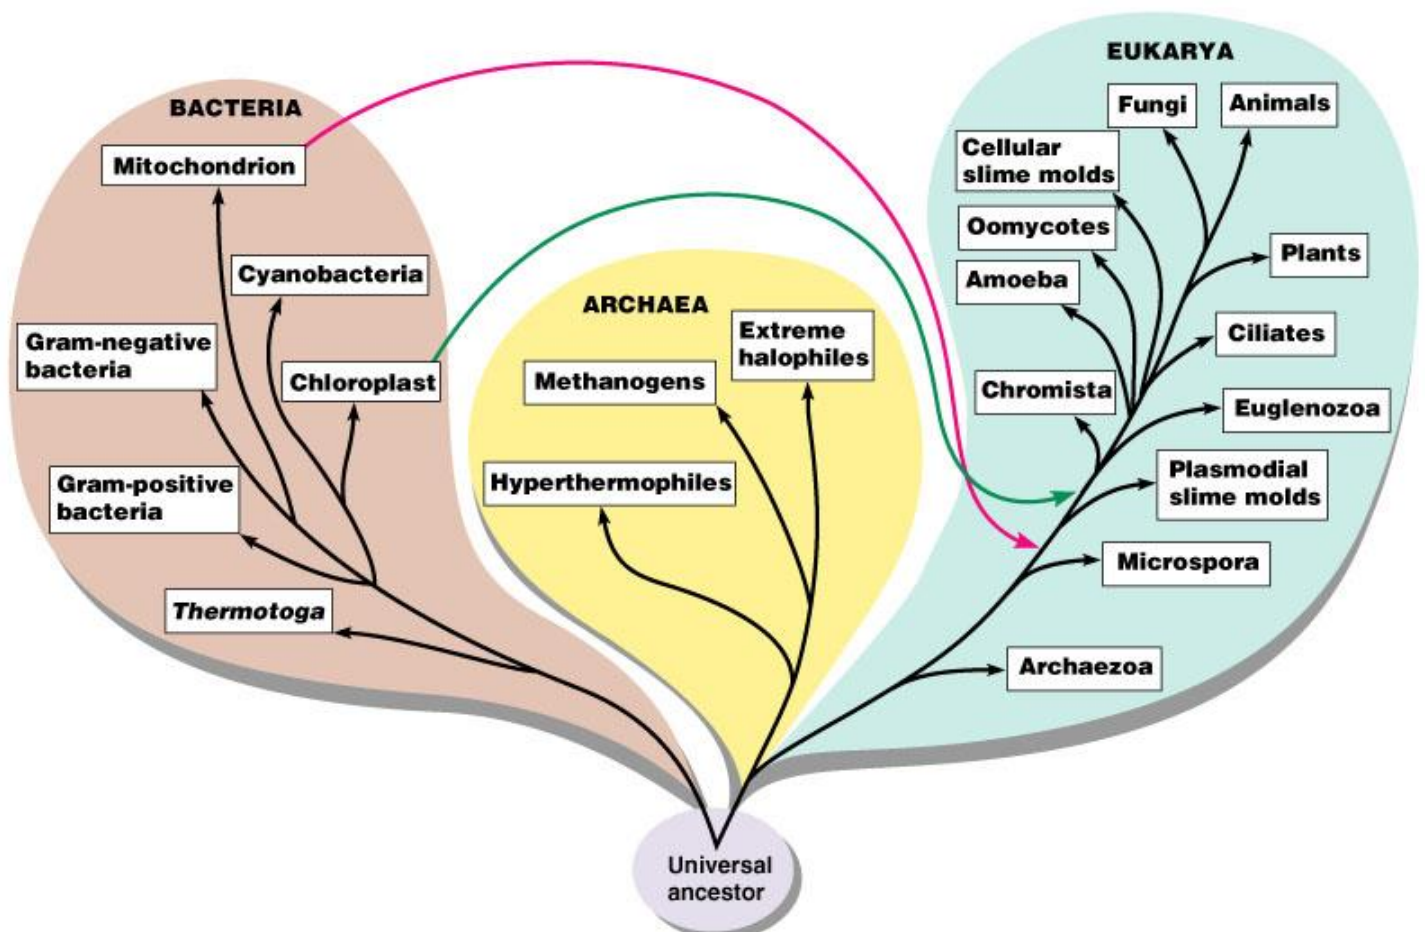 EUKARYA
BACTERIA
Mitochondrion
Cyanobacteria
Gram-negative
bacteria
Chloroplast
Gram-positive
bacteria
Thermotoga
ARCHAEA
Extreme
halophiles
Methanogens
Hyperthermophiles
Fungi
Animals
Cellular
slime molds
Oomycotes
Amoeba
Plants
Ciliates
Chromista
Euglenozoa
Plasmodial
slime molds
Microspora
Archaezoa
Universal
ancestor